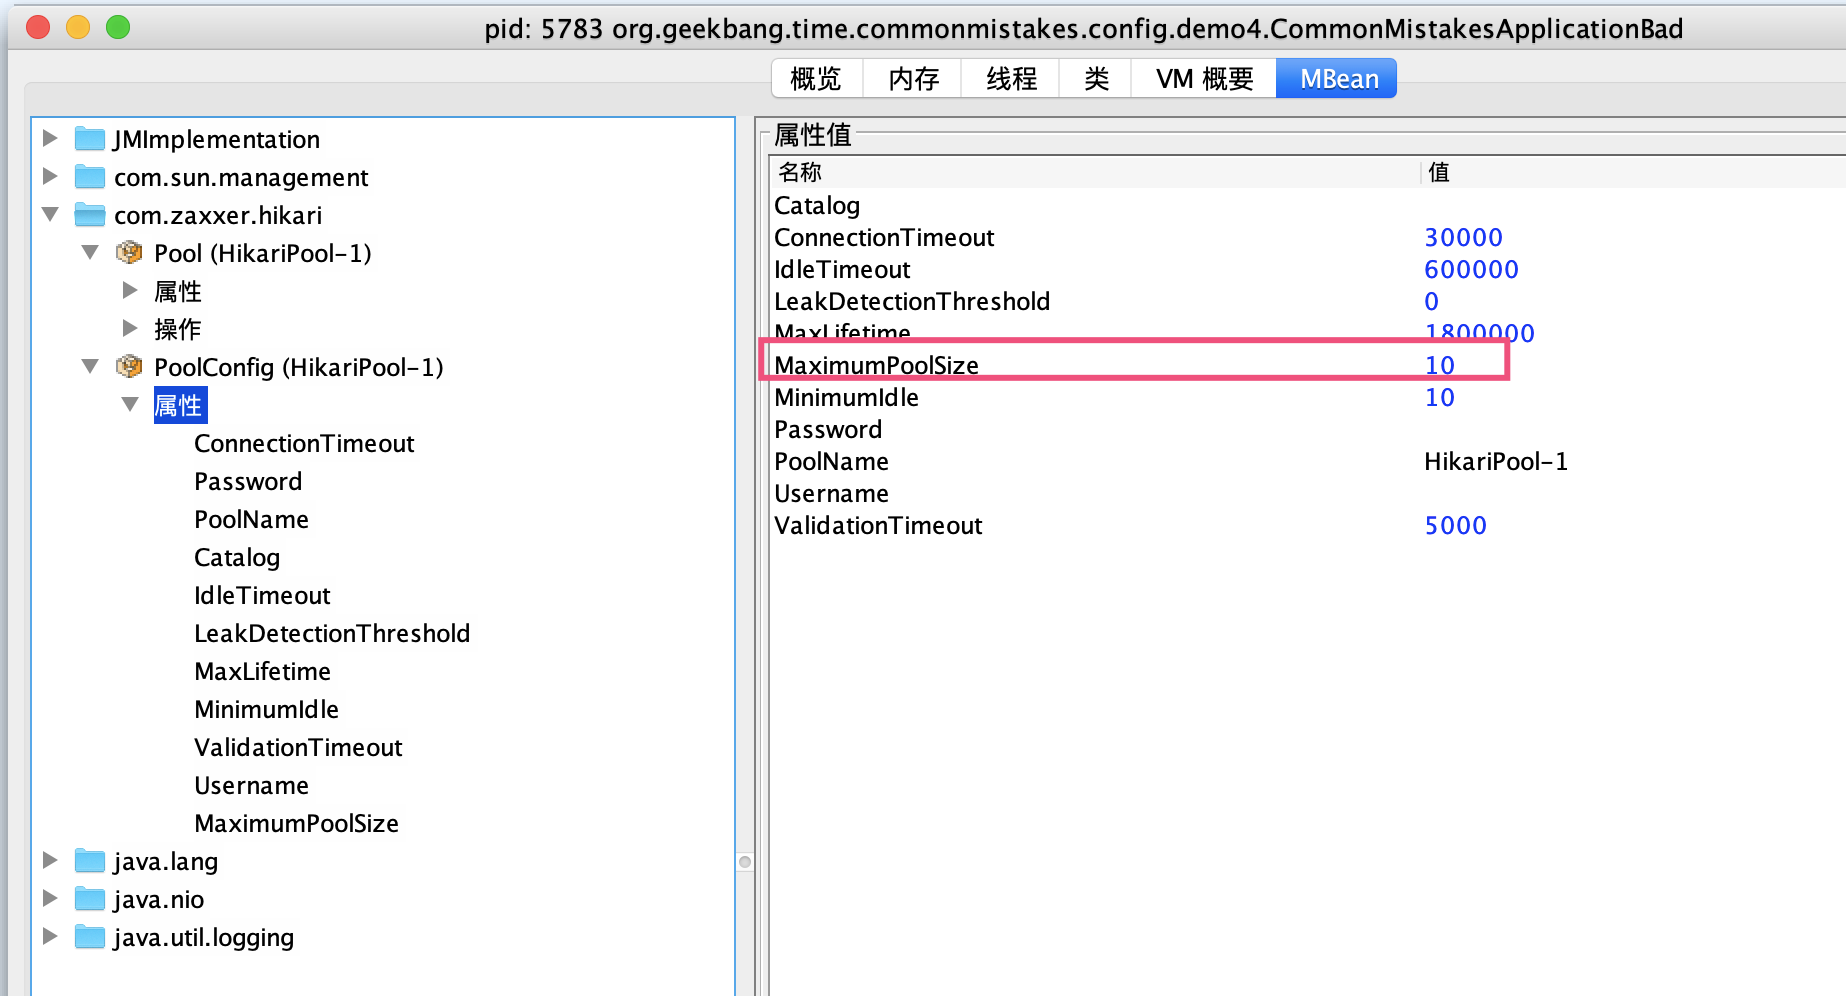 pid: 5783 org.geekbang.time.commonmistakes.config.demo4.CommonMistakesApplicationBad
概览 内存 线程 类 VM 概要 MBean
JMImplementation
com.sun.management
com.zaxxer.hikari
Pool (HikariPool-1)
属性
操作
PoolConfig (HikariPool-1)
属性
ConnectionTimeout
Password
PoolName
Catalog
IdleTimeout
LeakDetectionThreshold
MaxLifetime
MinimumIdle
ValidationTimeout
Username
MaximumPoolSize
java.lang
java.nio
java.util.logging
属性值
名称 值
Catalog
ConnectionTimeout 30000
IdleTimeout 600000
LeakDetectionThreshold 0
MaxLifetime 1800000
MaximumPoolSize 10
MinimumIdle 10
Password
PoolName HikariPool-1
Username
ValidationTimeout 5000